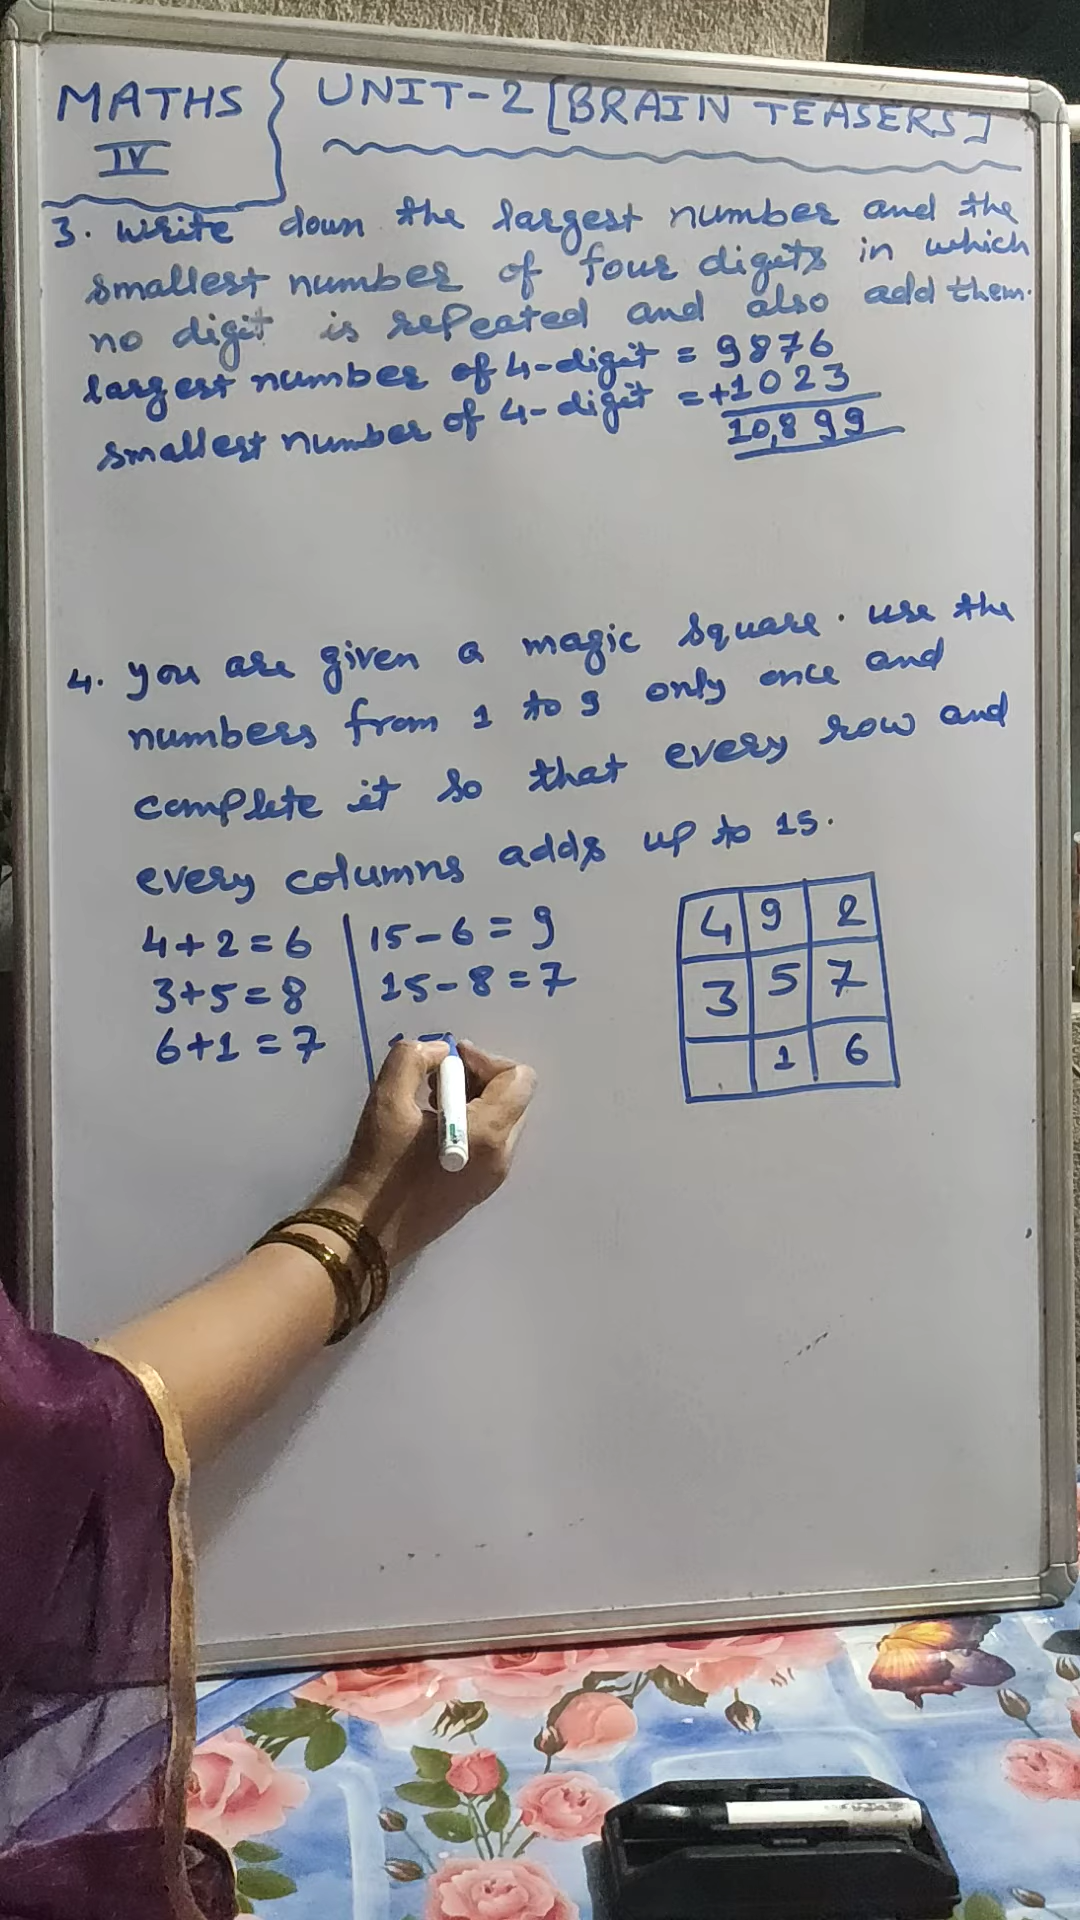 MATHS
IV
UNIT-2 [BRAIN TEASERS]
3. Write down the largest number and the
smallest number of four digits in which
no digit is repeated and also add them.
largest number of 4-digit = 9876
smallest number of 4-digit = +1023
10,899
4. you are given a magic square. use the
numbers from 1 to 9 only once and
complete it so that every row and
every columns adds up to 15.
4+2=6 15-6=9
3+5=8 15-8=7
6+1=7
4 9 2
3 5 7
1 6